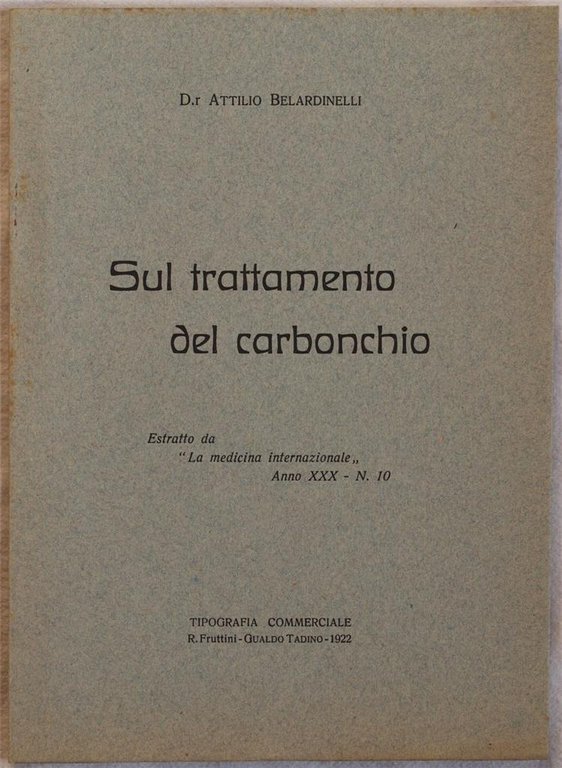 D.r ATTILIO BELARDINELLI
Sul trattamento
del carbonchio
Estratto da
"La medicina internazionale„
Anno XXX - N. 10
TIPOGRAFIA COMMERCIALE
R. Fruttini - GUALDO TADINO - 1922